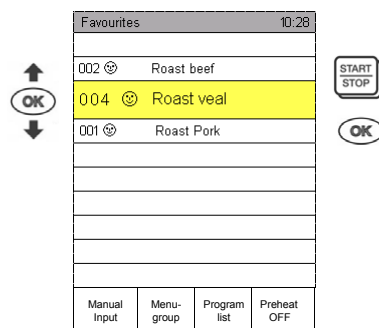 Favourites 10:28
002 Roast beef
004 Roast veal
001 Roast Pork
OK
START
STOP
OK
Manual Input
Menu-group
Program list
Preheat OFF